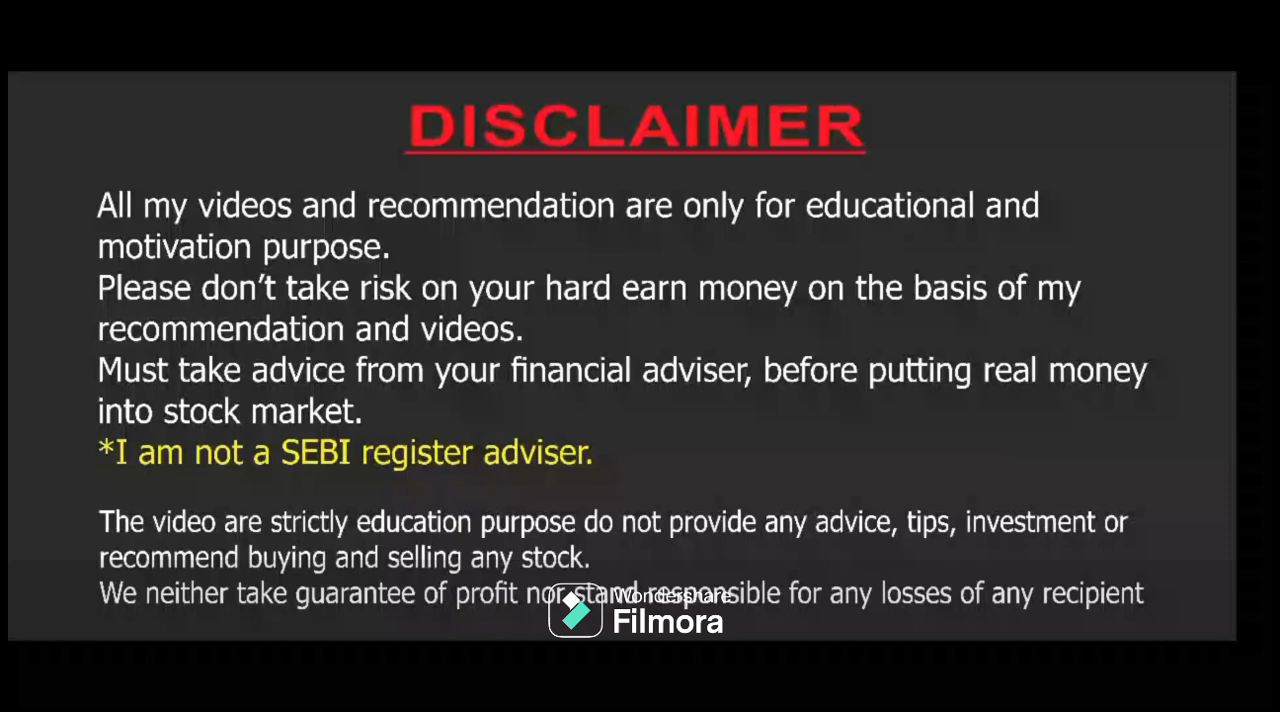 DISCLAIMER
All my videos and recommendation are only for educational and
motivation purpose.
Please don't take risk on your hard earn money on the basis of my
recommendation and videos.
Must take advice from your financial adviser, before putting real money
into stock market.
*I am not a SEBI register adviser.
The video are strictly education purpose do not provide any advice, tips, investment or
recommend buying and selling any stock.
We neither take guarantee of profit nor stand responsible for any losses of any recipient
Wondershare
Filmora